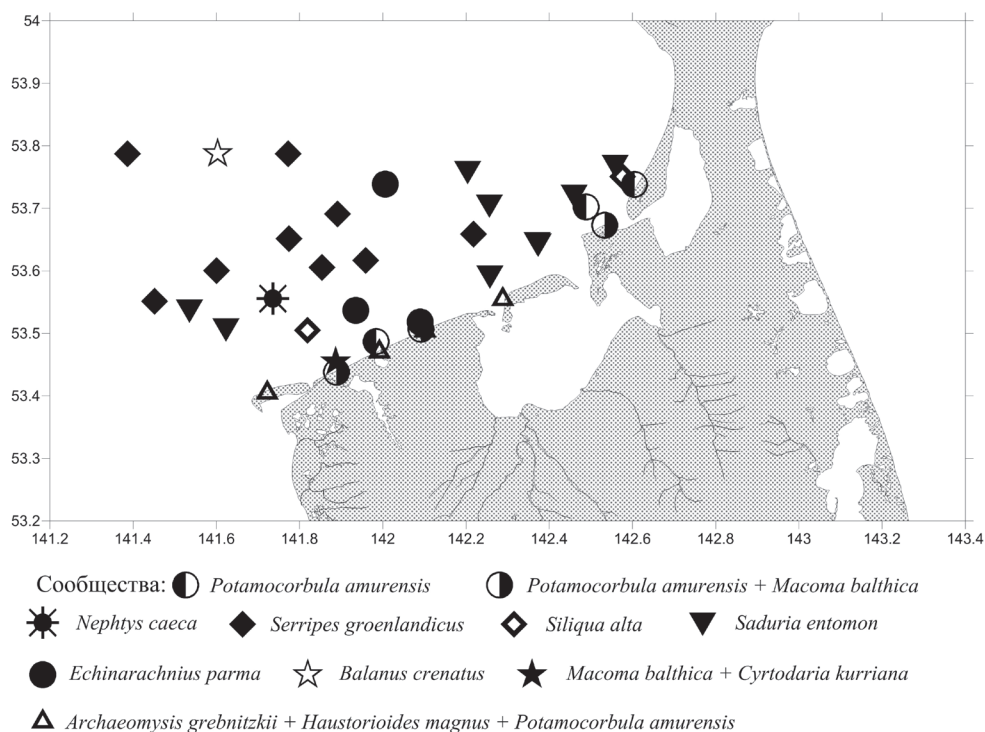 54
53.9
53.8
53.7
53.6
53.5
53.4
53.3
53.2
141.2 141.4 141.6 141.8 142 142.2 142.4 142.6 142.8 143 143.2 143.4
Сообщества: Potamocorbula amurensis Potamocorbula amurensis + Macoma balthica
Nephtys caeca Serripes groenlandicus Siliqua alta Saduria entomon
Echinarachnius parma Balanus crenatus Macoma balthica + Cyrtodaria kurriana
Archaeomysis grebnitzkii + Haustorioides magnus + Potamocorbula amurensis